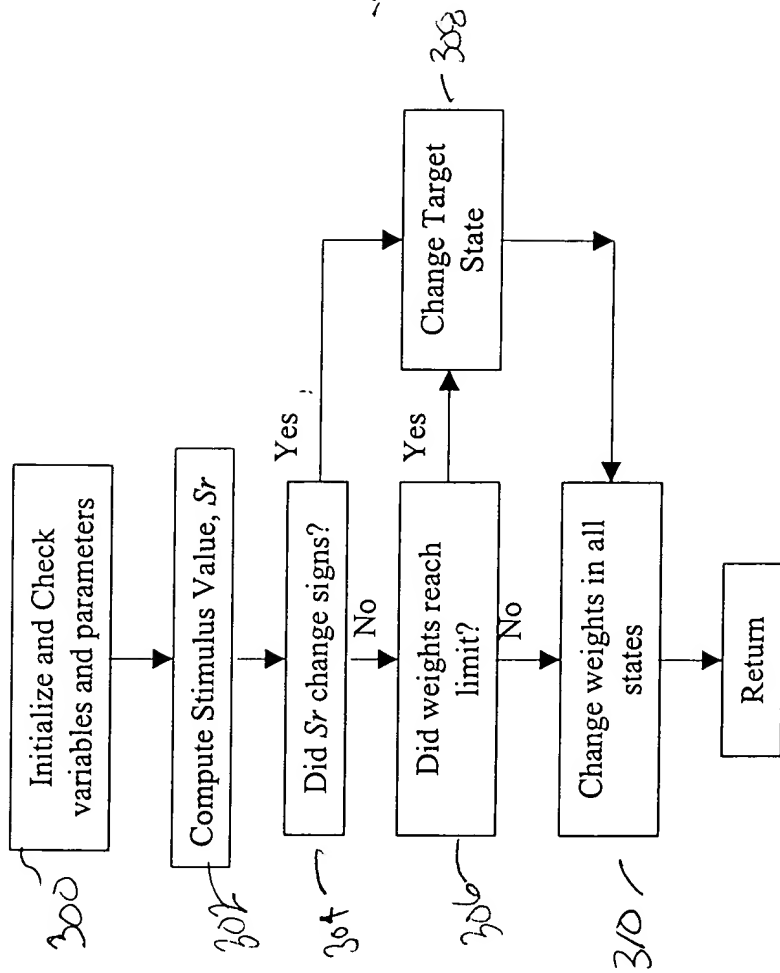 300
Initialize and Check
variables and parameters
302
Compute Stimulus Value, Sr
304
Did Sr change signs?
Yes
No
306
Did weights reach
limit?
Yes
No
308
Change Target
State
310
Change weights in all
states
Return